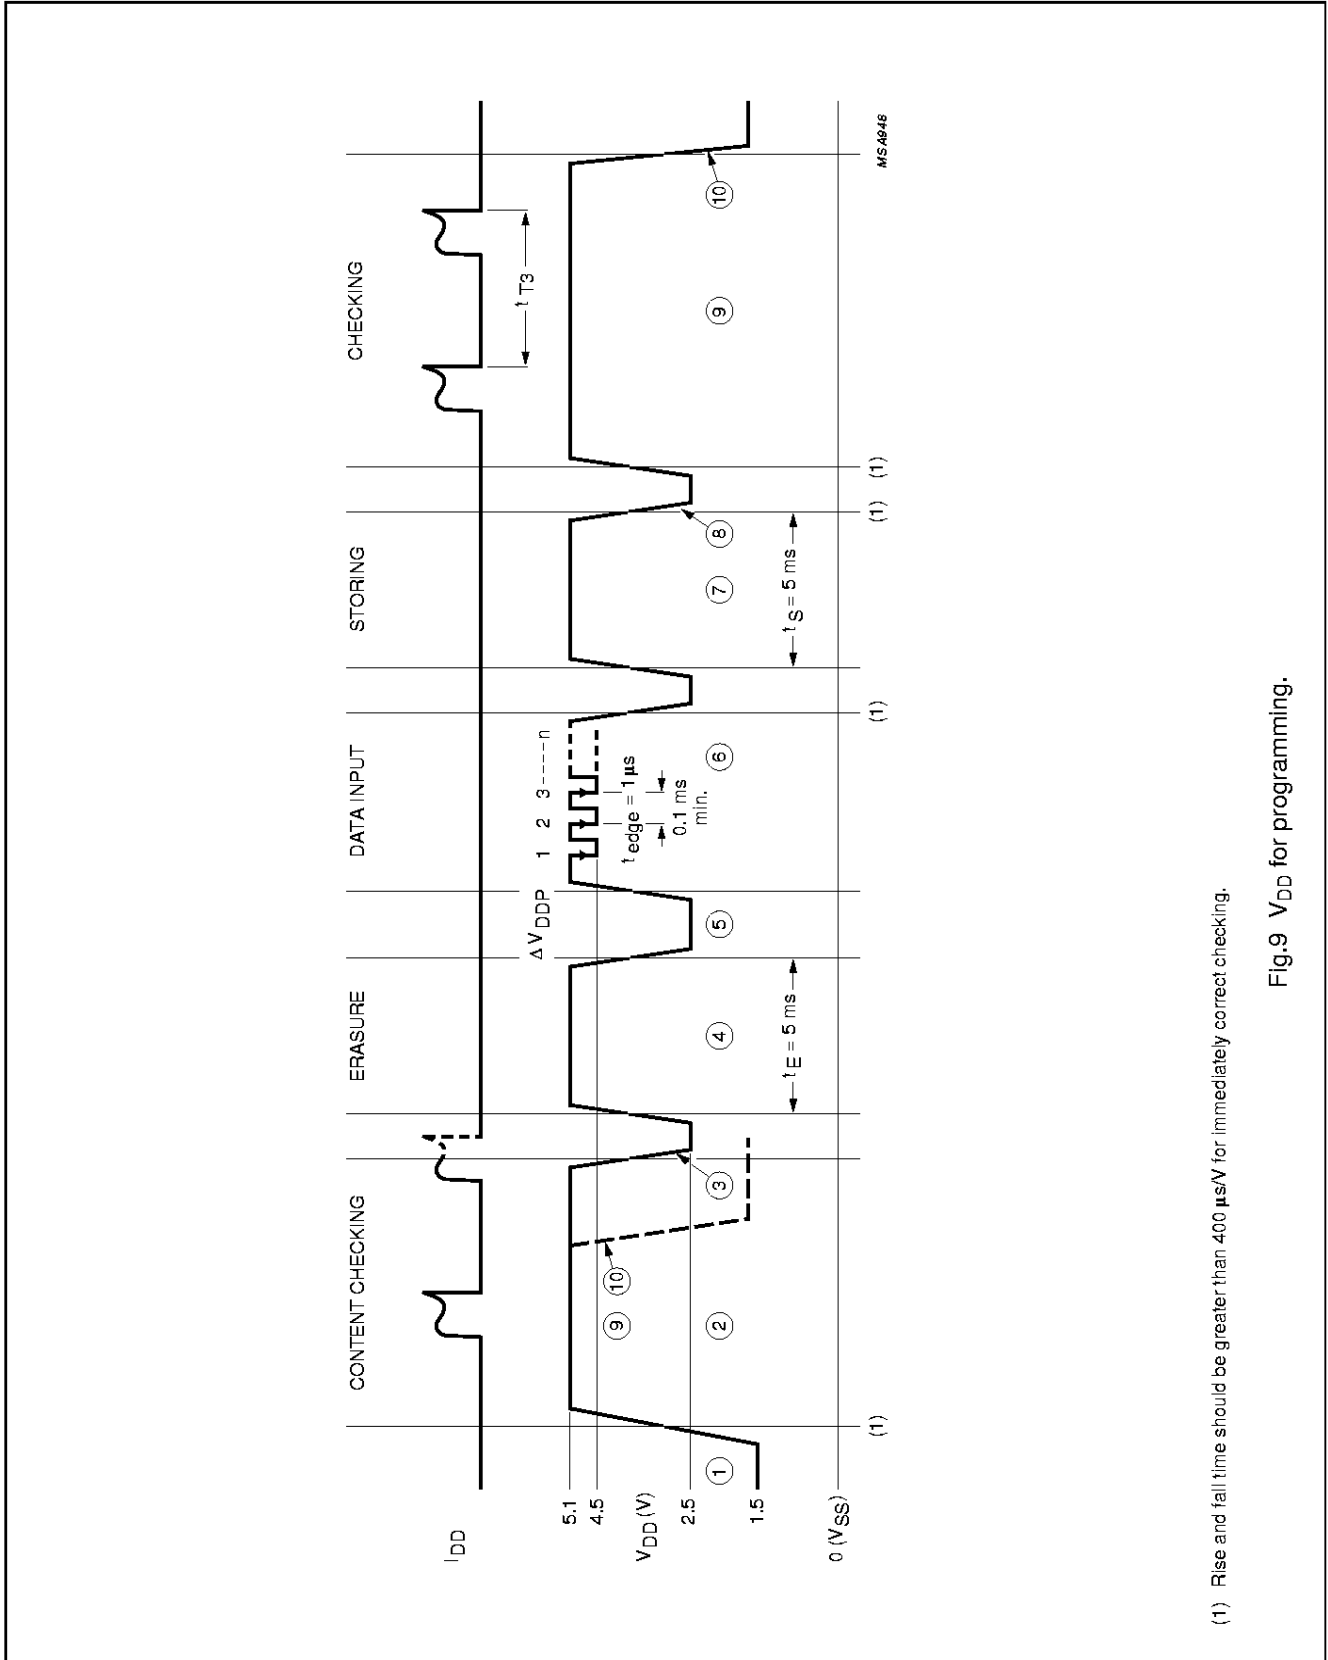 CONTENT CHECKING ERASURE DATA INPUT STORING CHECKING
I DD
t T3
Δ V DDP 1 2 3 -----n
5.1
4.5
t edge = 1 μs
9 10
V DD (V)
0.1 ms
min.
2.5
1 2 3 4 5 6 7 8 9 10
1.5
t E = 5 ms
t S = 5 ms
0 (V SS)
(1) (1) (1) (1)
MSA948
(1) Rise and fall time should be greater than 400 μs/V for immediately correct checking.
Fig.9 V DD for programming.